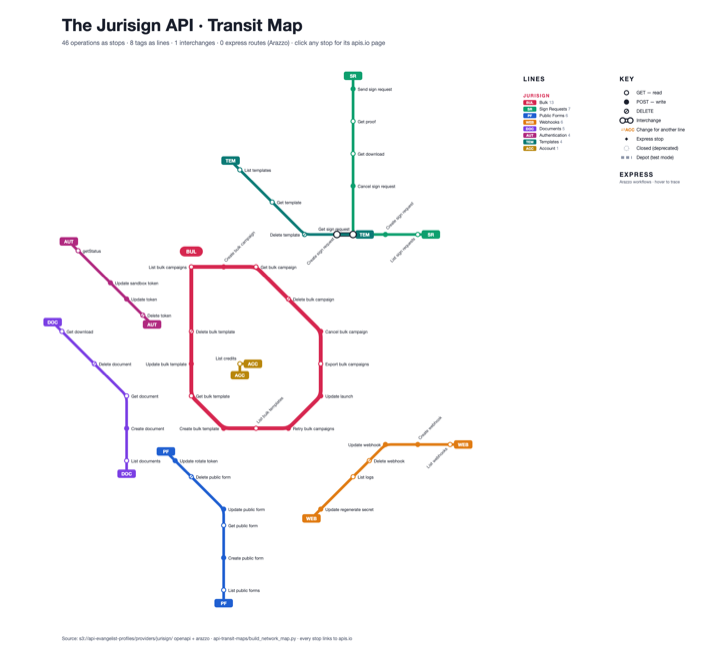 The Jurisign API · Transit Map
46 operations as stops · 8 tags as lines · 1 interchanges · 0 express routes (Arazzo) · click any stop for its apis.io page
LINES
JURISIGN
BUL Bulk 13
SR Sign Requests 7
PF Public Forms 6
WEB Webhooks 6
DOC Documents 5
AUT Authentication 4
TEM Templates 4
ACC Account 1
KEY
GET — read
POST — write
DELETE
Interchange
ACC Change for another line
Express stop
Closed (deprecated)
Depot (test mode)
EXPRESS
Arazzo workflows · hover to trace
SR
Send sign request
Get proof
Get download
Cancel sign request
Create sign request
Get sign request
Create sign request
List sign requests
SR
TEM
List templates
Get template
Delete template
TEM
AUT
getStatus
Update sandbox token
Update token
Delete token
AUT
BUL
List bulk campaigns
Create bulk campaign
Get bulk campaign
Delete bulk campaign
Cancel bulk campaign
Export bulk campaigns
Update launch
Retry bulk campaigns
List bulk templates
Create bulk template
Get bulk template
Update bulk template
Delete bulk template
List credits
ACC
ACC
DOC
Get download
Delete document
Get document
Create document
List documents
DOC
PF
Update rotate token
Delete public form
Update public form
Get public form
Create public form
List public forms
PF
Update webhook
Create webhook
List webhooks
WEB
Delete webhook
List logs
Update regenerate secret
WEB
Source: s3://api-evangelist-profiles/providers/jurisign/ openapi + arazzo · api-transit-maps/build_network_map.py · every stop links to apis.io